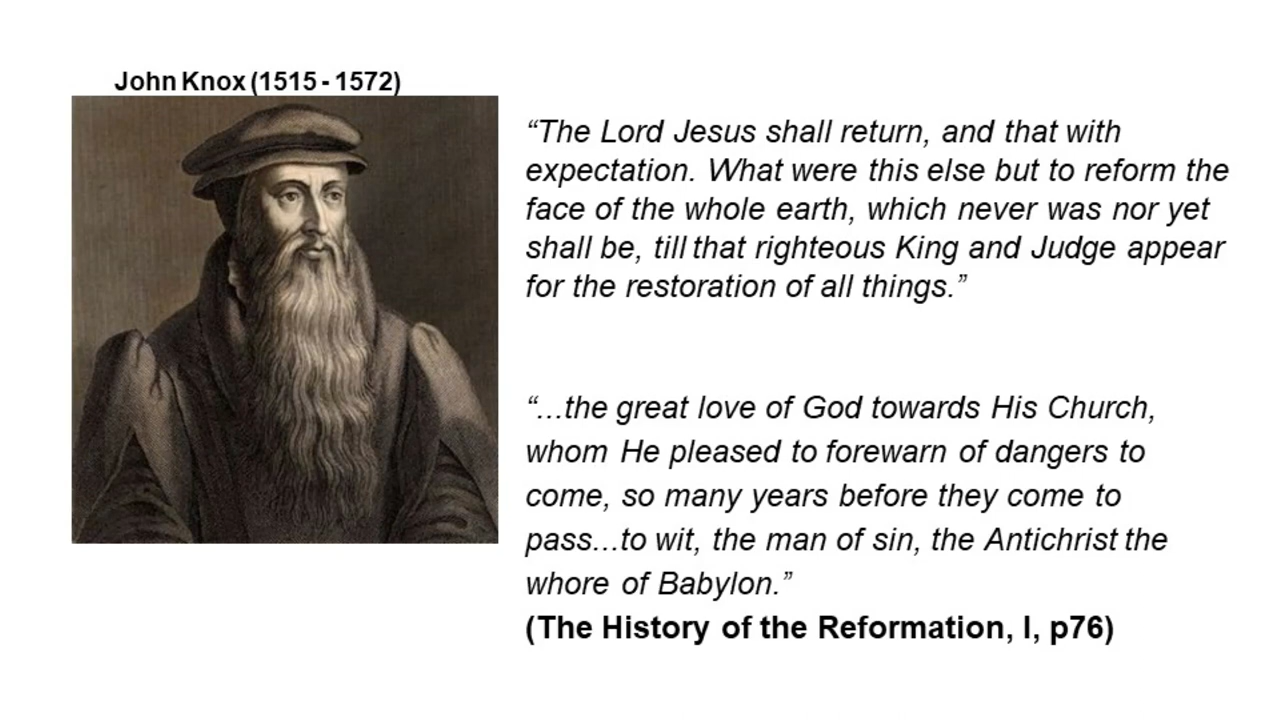 John Knox (1515 - 1572)
“The Lord Jesus shall return, and that with
expectation. What were this else but to reform the
face of the whole earth, which never was nor yet
shall be, till that righteous King and Judge appear
for the restoration of all things.”
“...the great love of God towards His Church,
whom He pleased to forewarn of dangers to
come, so many years before they come to
pass...to wit, the man of sin, the Antichrist the
whore of Babylon.”
(The History of the Reformation, I, p76)